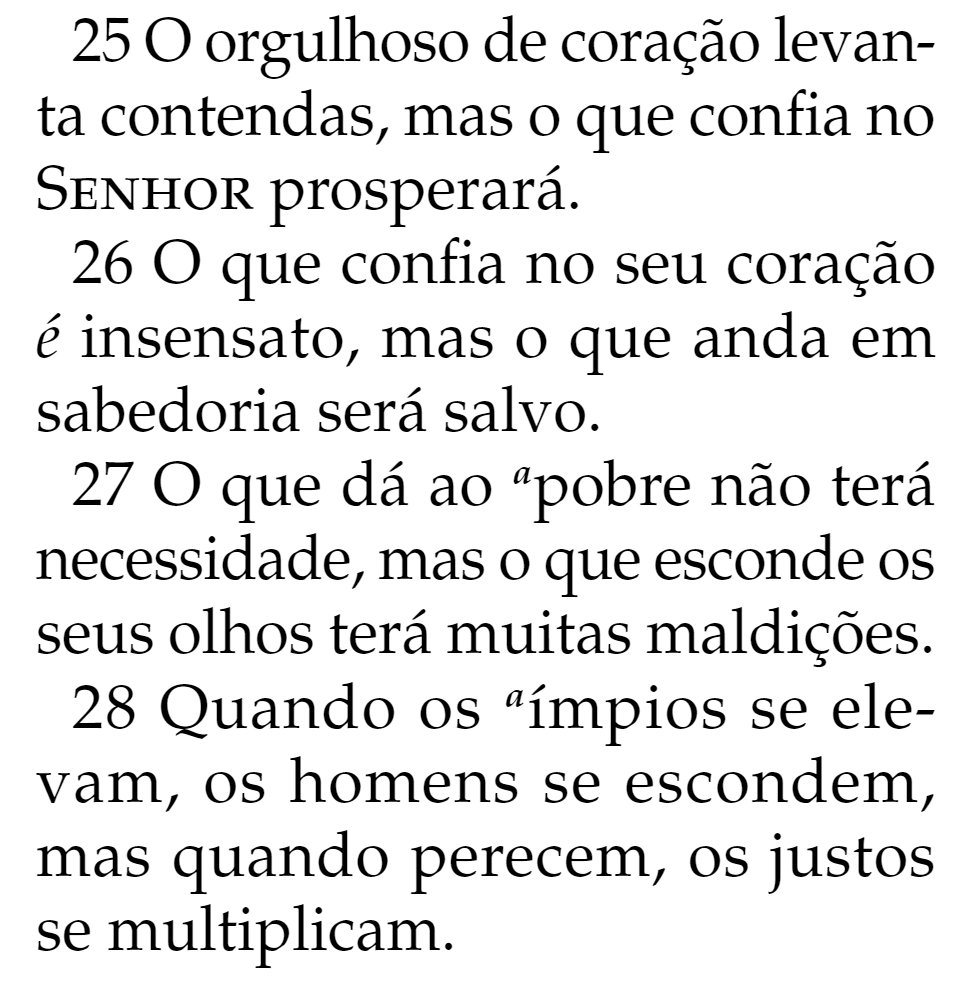 25 O orgulhoso de coração levan-
ta contendas, mas o que confia no
SENHOR prosperará.
26 O que confia no seu coração
é insensato, mas o que anda em
sabedoria será salvo.
27 O que dá ao ᵃpobre não terá
necessidade, mas o que esconde os
seus olhos terá muitas maldições.
28 Quando os ᵃímpios se ele-
vam, os homens se escondem,
mas quando perecem, os justos
se multiplicam.